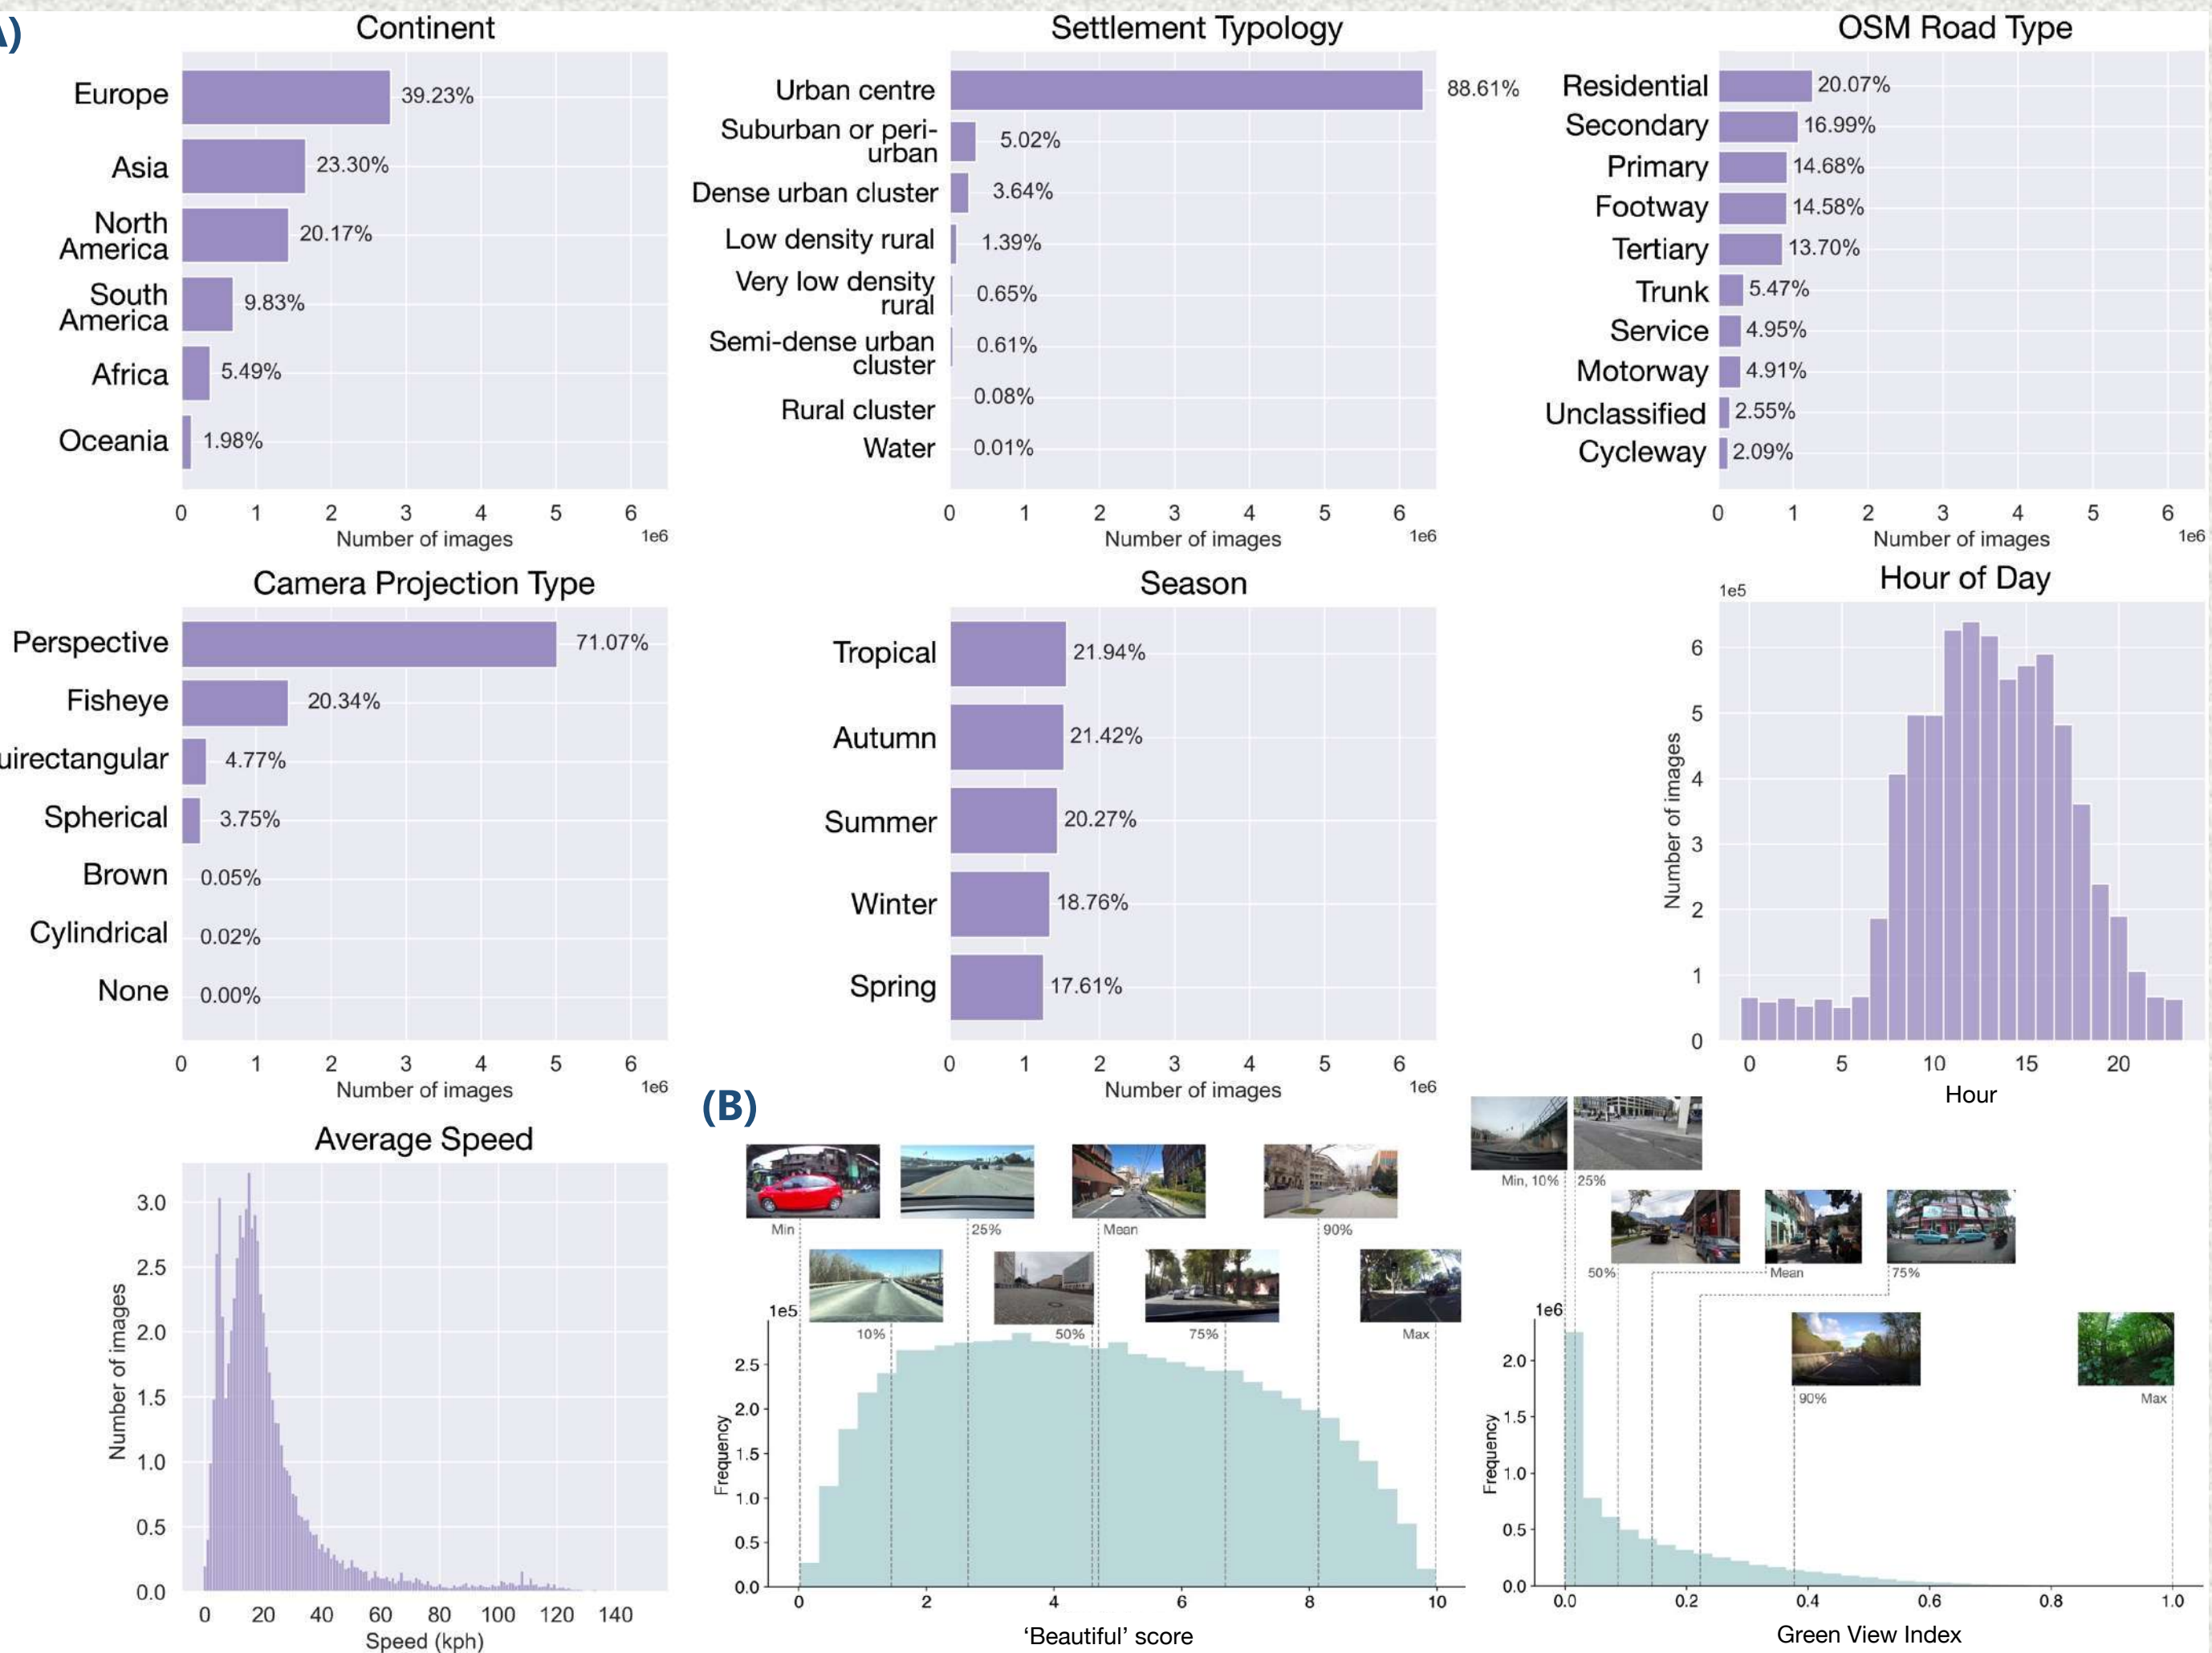 A)
Continent
Europe
39.23%
Asia
23.30%
North
America
20.17%
South
America
9.83%
Africa
5.49%
Oceania
1.98%
0 1 2 3 4 5 6
Number of images
1e6
Settlement Typology
Urban centre
88.61%
Suburban or peri-
urban
5.02%
Dense urban cluster
3.64%
Low density rural
1.39%
Very low density
rural
0.65%
Semi-dense urban
cluster
0.61%
Rural cluster
0.08%
Water
0.01%
0 1 2 3 4 5 6
Number of images
1e6
OSM Road Type
Residential
20.07%
Secondary
16.99%
Primary
14.68%
Footway
14.58%
Tertiary
13.70%
Trunk
5.47%
Service
4.95%
Motorway
4.91%
Unclassified
2.55%
Cycleway
2.09%
0 1 2 3 4 5 6
Number of images
1e6
Camera Projection Type
Perspective
71.07%
Fisheye
20.34%
uirectangular
4.77%
Spherical
3.75%
Brown
0.05%
Cylindrical
0.02%
None
0.00%
0 1 2 3 4 5 6
Number of images
1e6
Season
Tropical
21.94%
Autumn
21.42%
Summer
20.27%
Winter
18.76%
Spring
17.61%
0 1 2 3 4 5 6
Number of images
1e6
Hour of Day
1e5
Number of images
6
5
4
3
2
1
0
0 5 10 15 20
Hour
Average Speed
Number of images
3.0
2.5
2.0
1.5
1.0
0.5
0.0
0 20 40 60 80 100 120 140
Speed (kph)
(B)
Min
25%
Mean
90%
10%
50%
75%
Max
1e5
Frequency
2.5
2.0
1.5
1.0
0.5
0.0
0 2 4 6 8 10
‘Beautiful’ score
Min, 10%
25%
50%
Mean
75%
90%
Max
1e6
Frequency
2.0
1.5
1.0
0.5
0.0
0.0 0.2 0.4 0.6 0.8 1.0
Green View Index